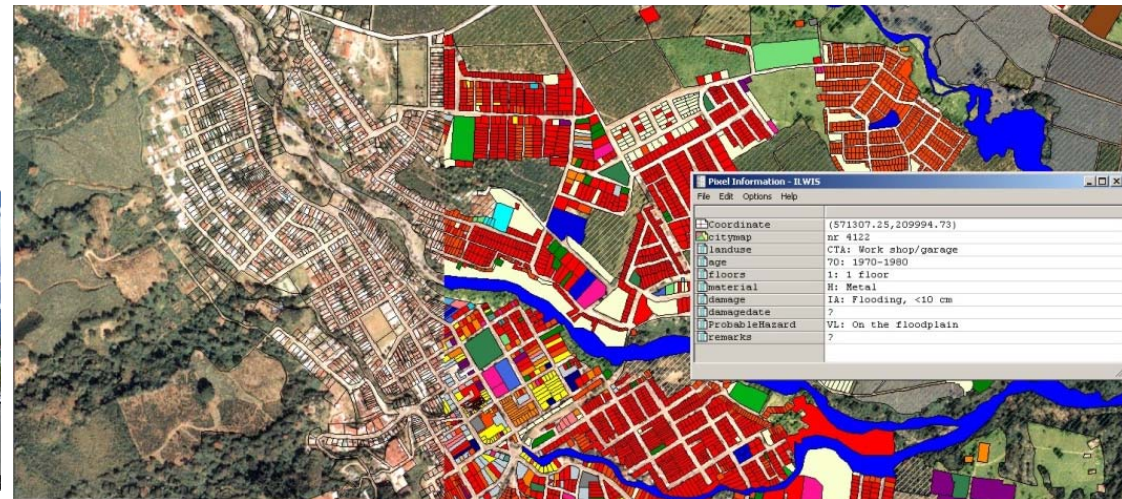 Pixel Information - ILWIS
File Edit Options Help
Coordinate (571307.25,209994.73)
citymap nr 4122
landuse CTA: Work shop/garage
age 70: 1970-1980
floors 1: 1 floor
material H: Metal
damage IA: Flooding, <10 cm
damagedate ?
ProbableHazard VL: On the floodplain
remarks ?